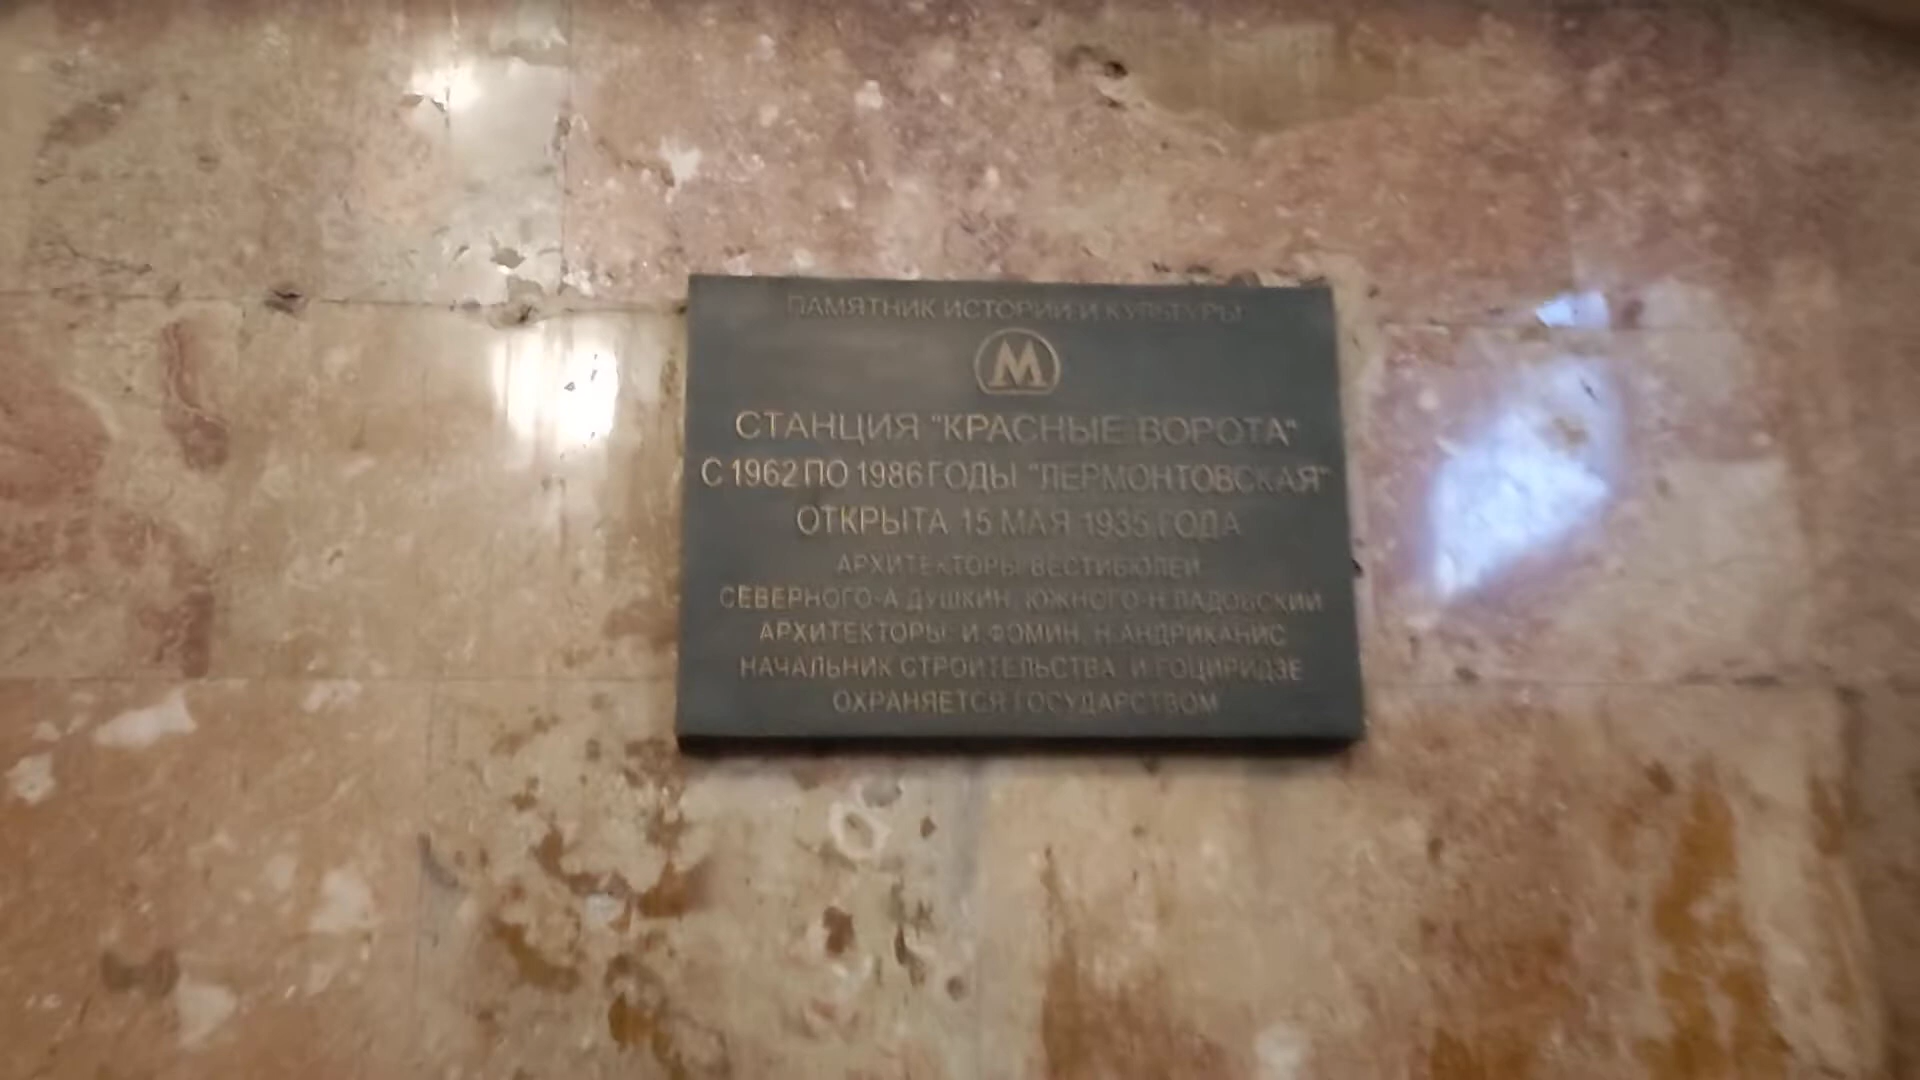 ПАМЯТНИК ИСТОРИИ И КУЛЬТУРЫ
М
СТАНЦИЯ "КРАСНЫЕ ВОРОТА"
С 1962 ПО 1986 ГОДЫ "ЛЕРМОНТОВСКАЯ"
ОТКРЫТА 15 МАЯ 1935 ГОДА
АРХИТЕКТОРЫ ВЕСТИБЮЛЕЙ
СЕВЕРНОГО-А.ДУШКИН, ЮЖНОГО-Н.ЛАДОВСКИЙ
АРХИТЕКТОРЫ И.ФОМИН, Н.АНДРИКАНИС
НАЧАЛЬНИК СТРОИТЕЛЬСТВА И.ГОЦИРИДЗЕ
ОХРАНЯЕТСЯ ГОСУДАРСТВОМ